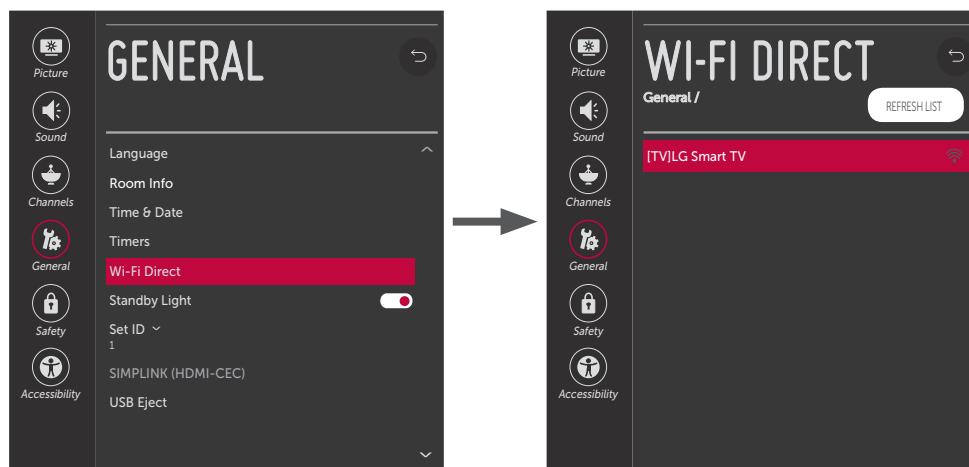 GENERAL
Picture
Sound
Channels
General
Safety
Accessibility
Language
Room Info
Time & Date
Timers
Wi-Fi Direct
Standby Light
Set ID
1
SIMPLINK (HDMI-CEC)
USB Eject
WI-FI DIRECT
General /
REFRESH LIST
Picture
Sound
Channels
General
Safety
Accessibility
[TV]LG Smart TV